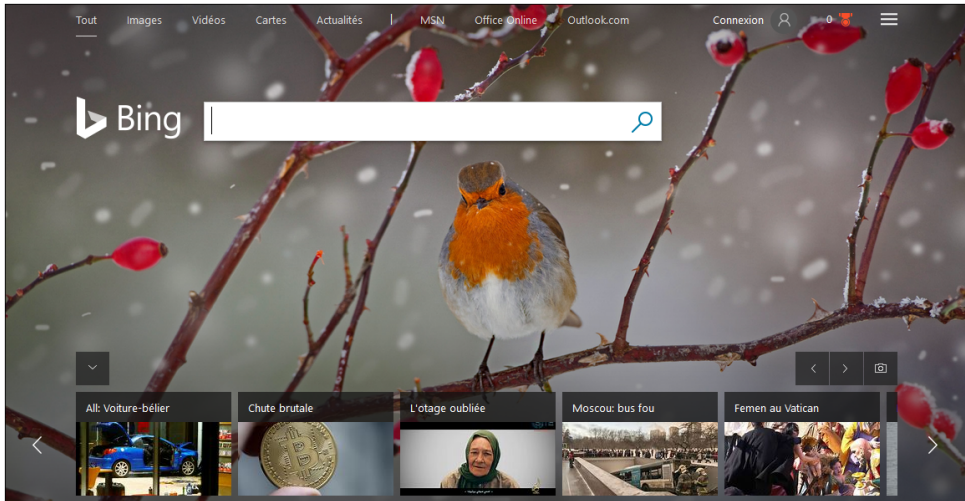 Tout Images Vidéos Cartes Actualités | MSN Office Online Outlook.com Connexion 0
Bing
All: Voiture-bélier Chute brutale L'otage oubliée Moscou: bus fou Femen au Vatican